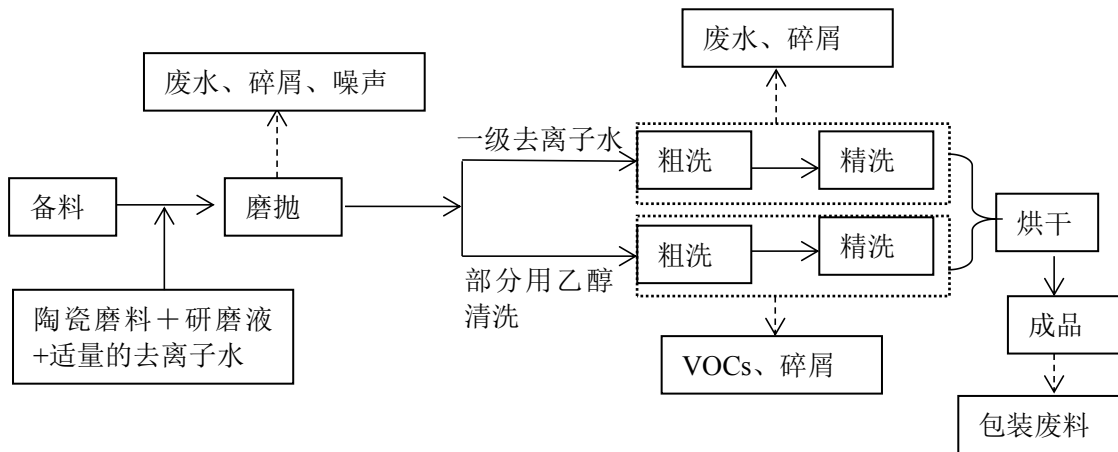 废水、碎屑
废水、碎屑、噪声
一级去离子水
粗洗
精洗
备料
磨抛
烘干
粗洗
精洗
部分用乙醇
清洗
陶瓷磨料＋研磨液
+适量的去离子水
成品
VOCs、碎屑
包装废料